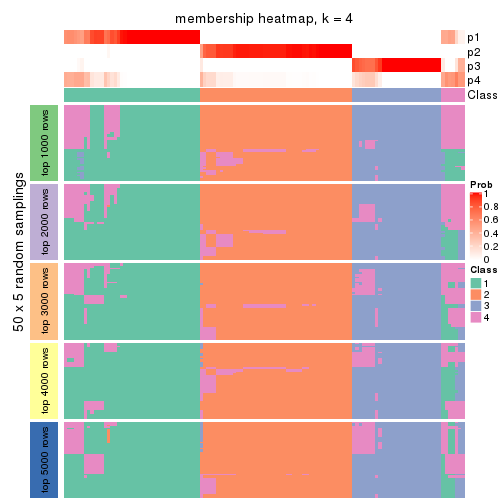 membership heatmap, k = 4
p1
p2
p3
p4
Class
50 x 5 random samplings
top 1000 rows
top 2000 rows
top 3000 rows
top 4000 rows
top 5000 rows
Prob
1
0.8
0.6
0.4
0.2
0
Class
1
2
3
4